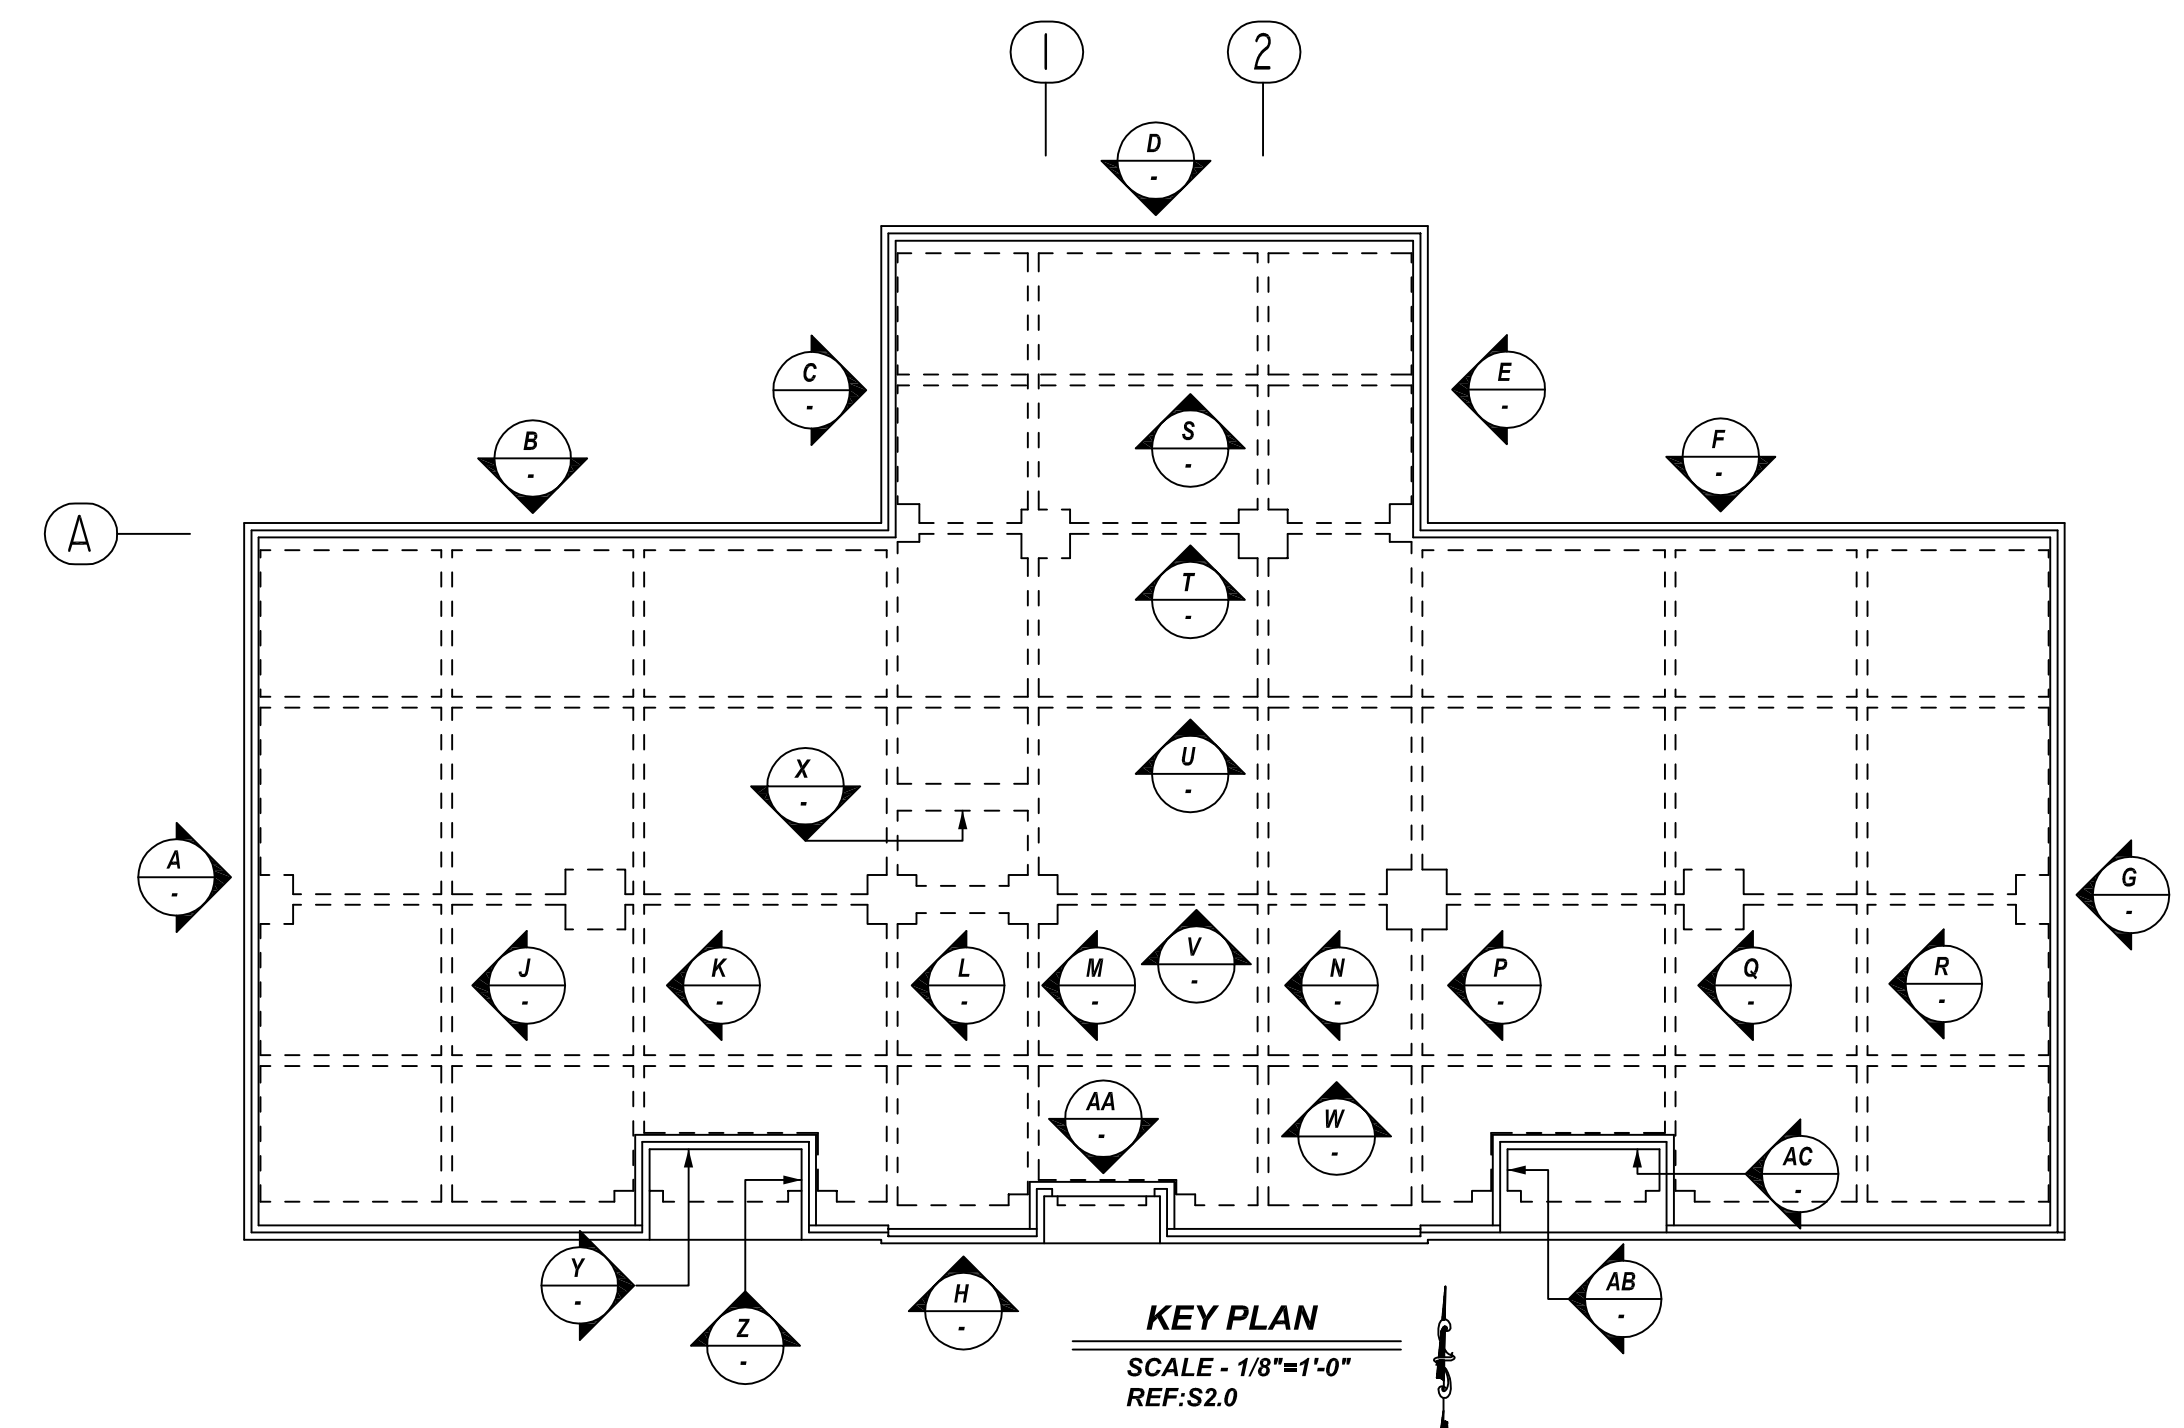 1
2
D
-
C
-
E
-
B
-
S
-
F
-
A
T
-
X
-
U
-
A
-
G
-
J
-
K
-
L
-
M
-
V
-
N
-
P
-
Q
-
R
-
AA
-
W
-
AC
-
Y
-
Z
-
H
-
AB
-
KEY PLAN
SCALE - 1/8"=1'-0"
REF:S2.0